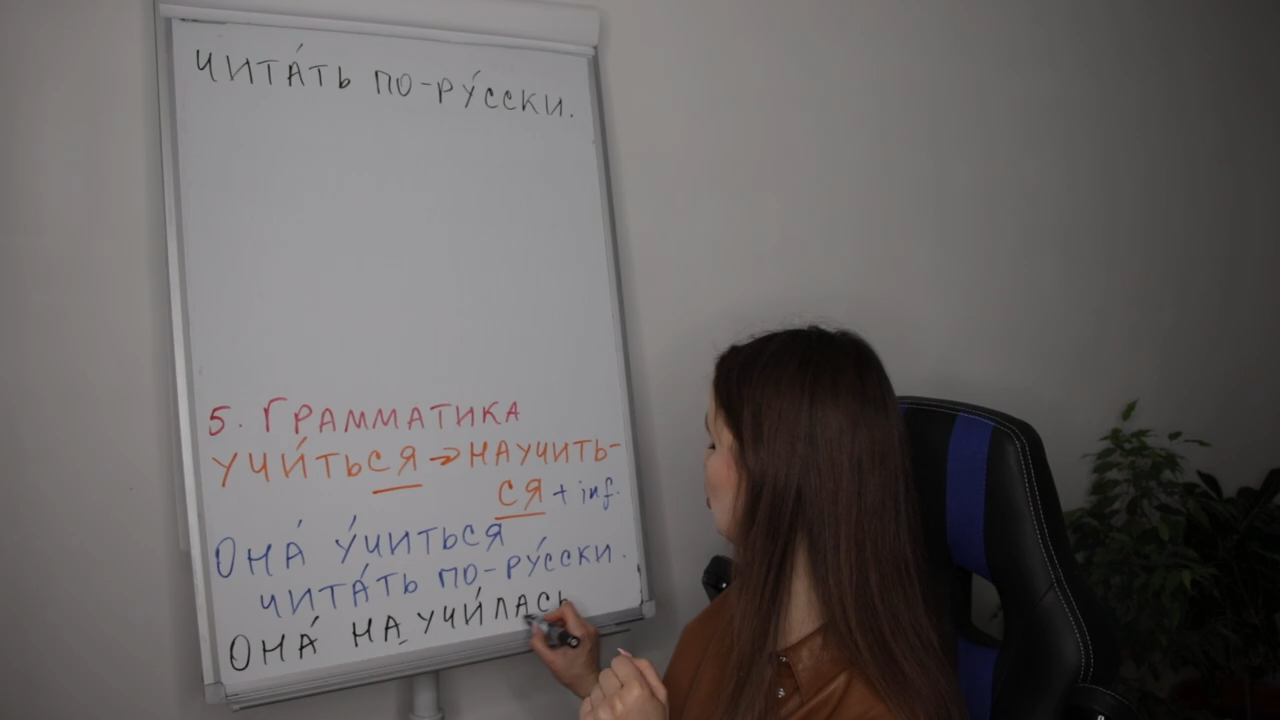 ЧИТА́ТЬ ПО-РУ́ССКИ.
5. ГРАММАТИКА
УЧИ́ТЬСЯ → НАУЧИТЬ-
СЯ + inf.
ОНА́ У́ЧИТЬСЯ
ЧИТА́ТЬ ПО-РУ́ССКИ.
ОНА́ НАУЧИ́ЛАСЬ